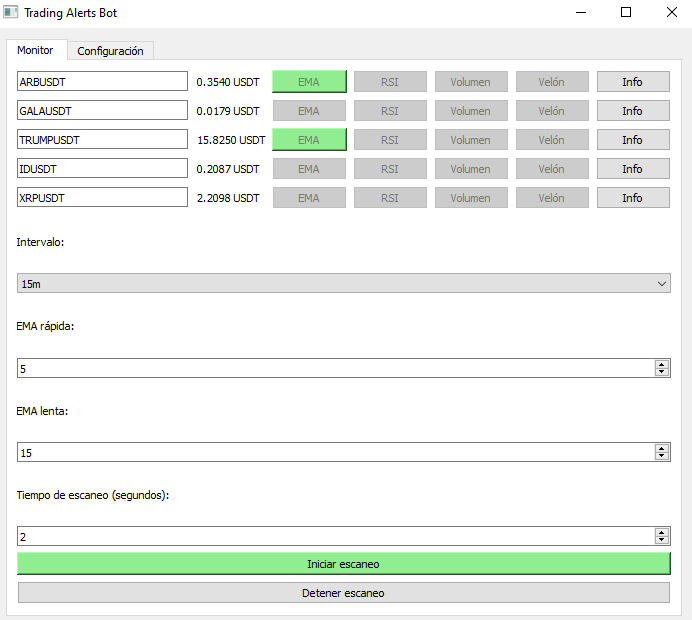 Trading Alerts Bot
Monitor Configuración
ARBUSDT 0.3540 USDT EMA RSI Volumen Velón Info
GALAUSDT 0.0179 USDT EMA RSI Volumen Velón Info
TRUMPUSDT 15.8250 USDT EMA RSI Volumen Velón Info
IDUSDT 0.2087 USDT EMA RSI Volumen Velón Info
XRPUSDT 2.2098 USDT EMA RSI Volumen Velón Info
Intervalo:
15m
EMA rápida:
5
EMA lenta:
15
Tiempo de escaneo (segundos):
2
Iniciar escaneo
Detener escaneo